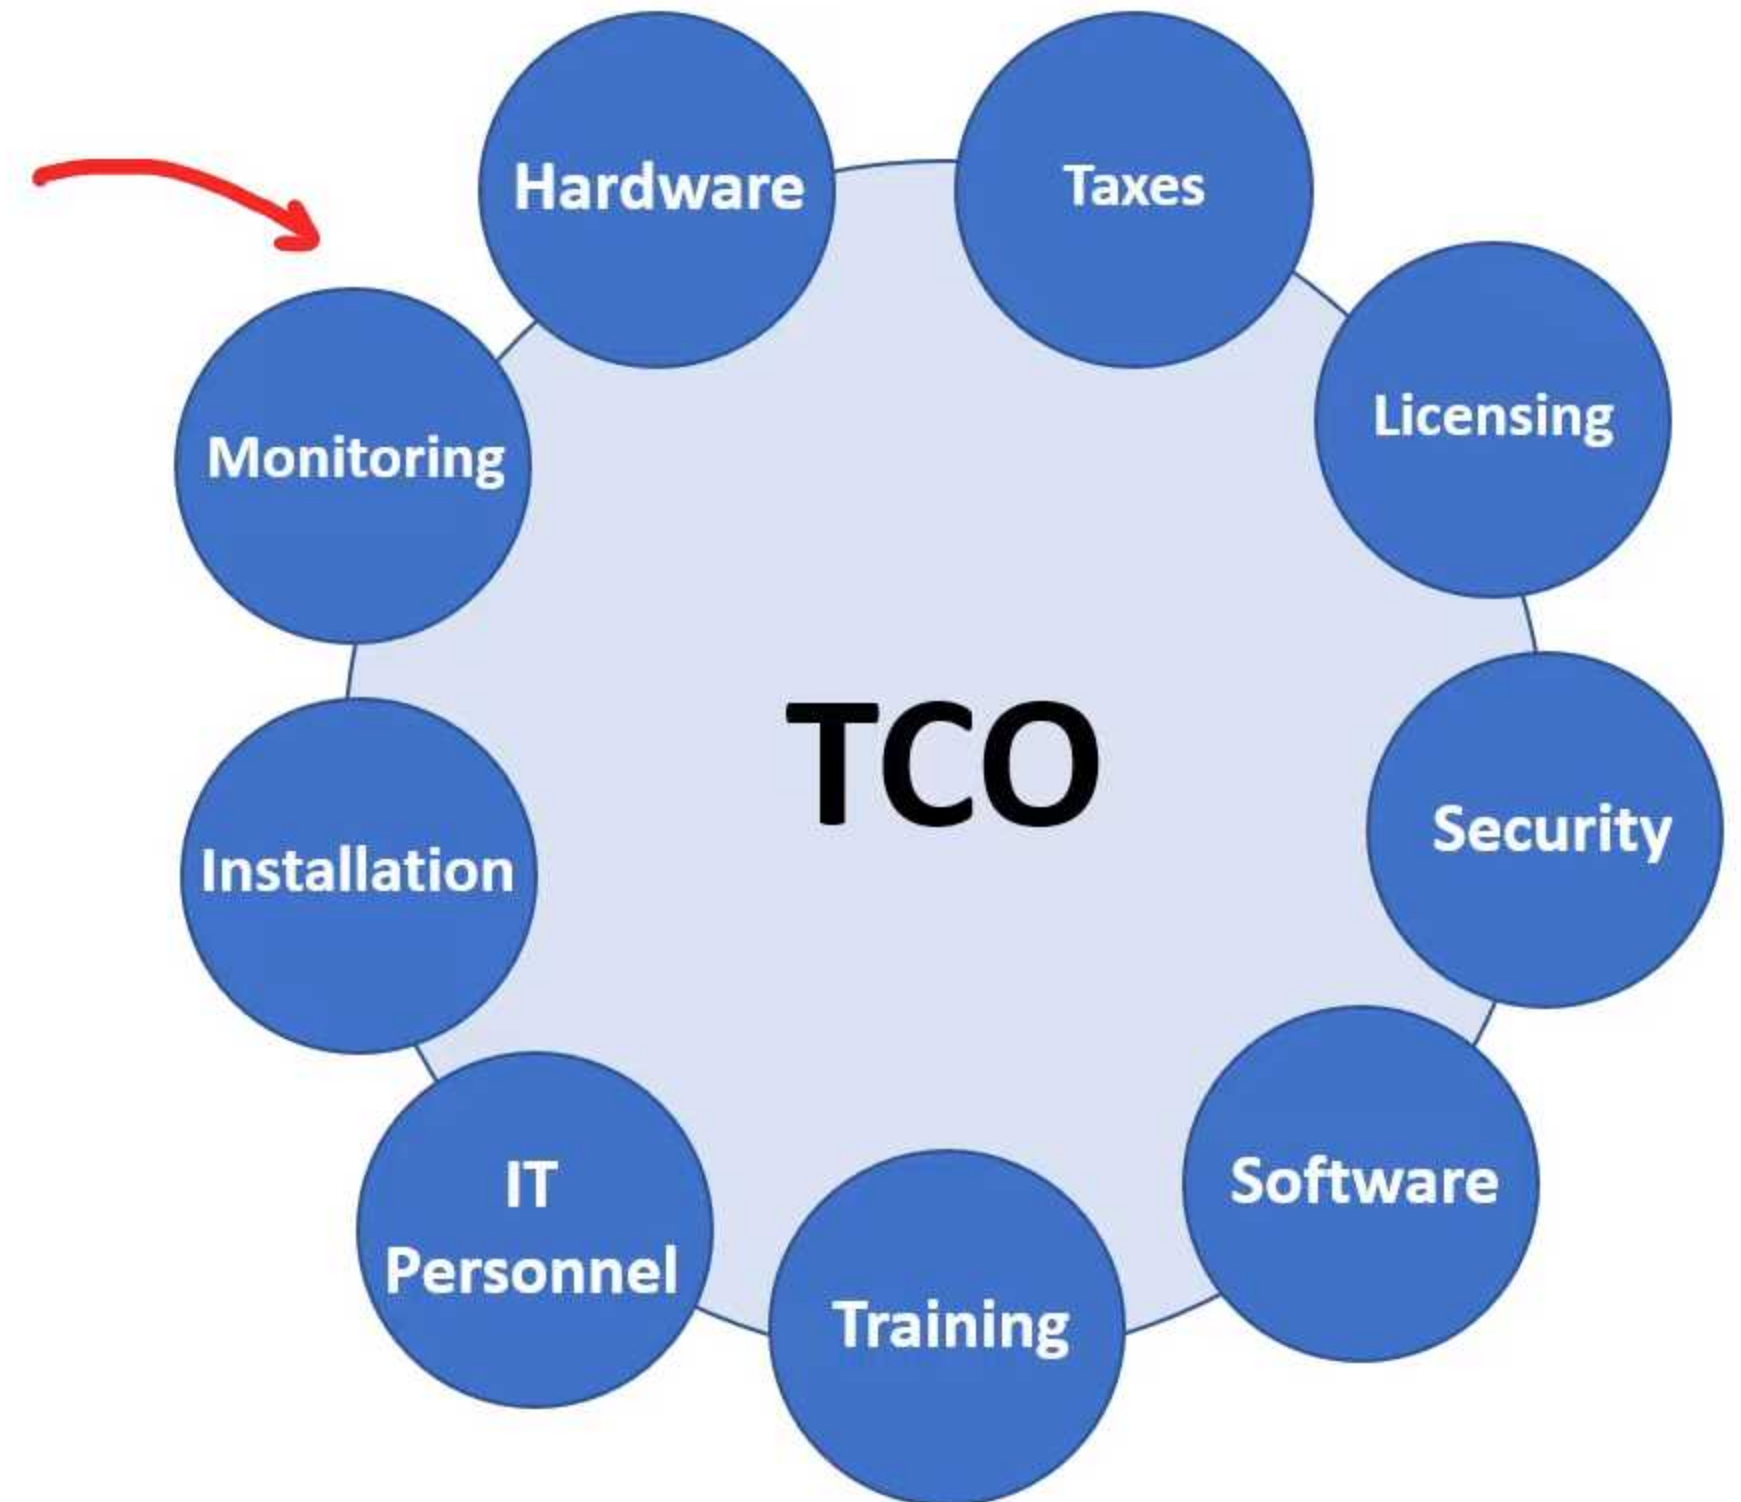 Hardware
Taxes
Licensing
Monitoring
TCO
Security
Installation
Software
IT
Personnel
Training